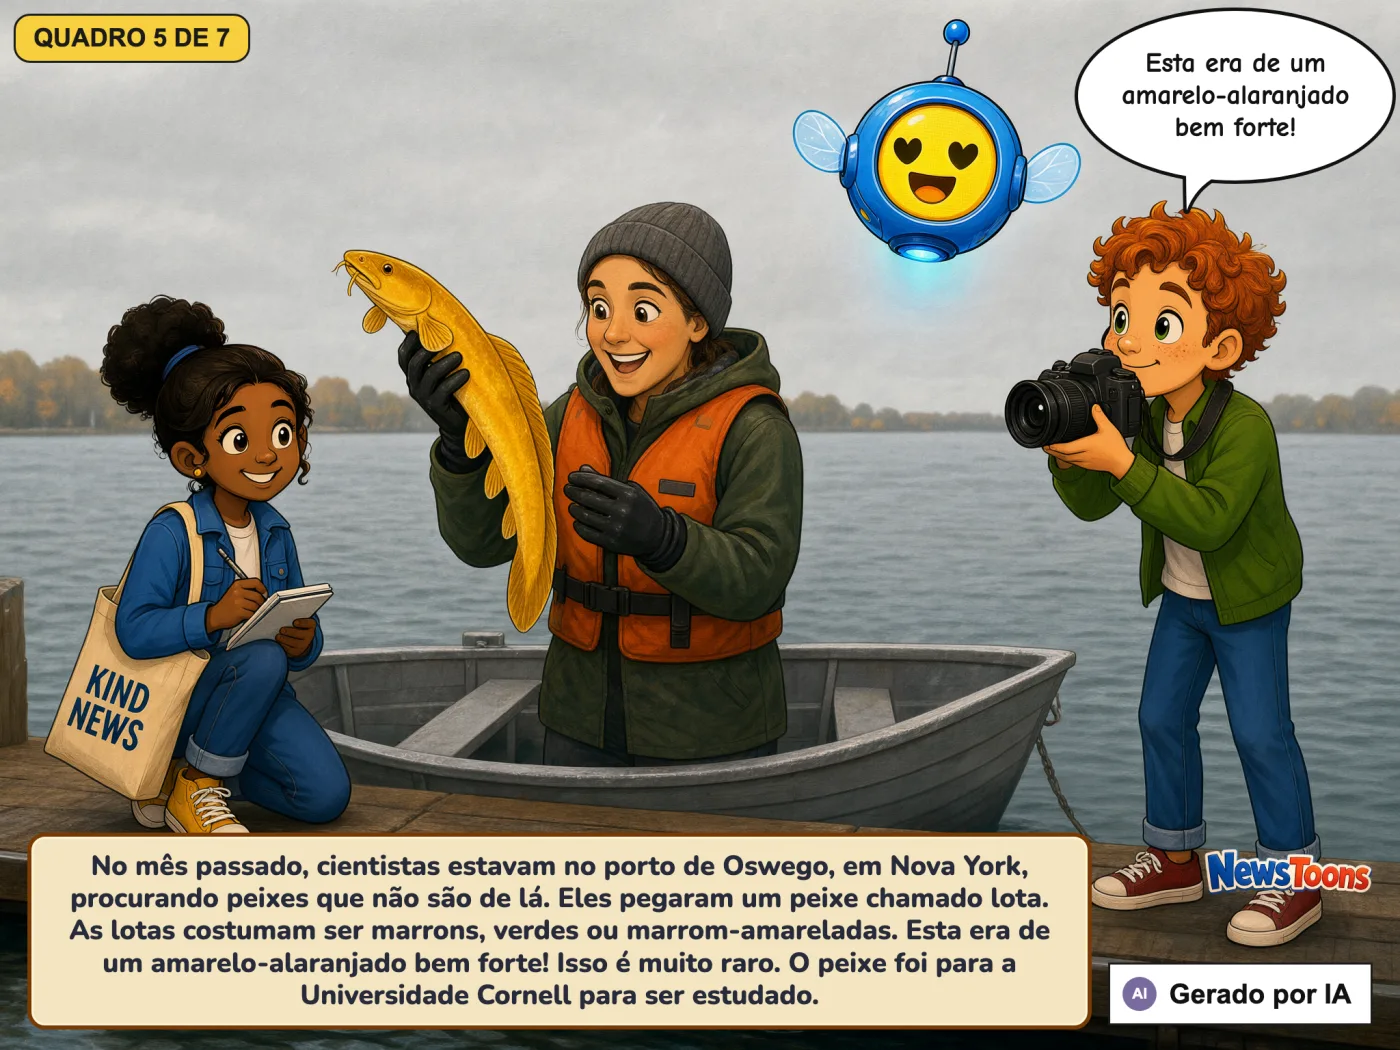 QUADRO 5 DE 7
Esta era de um
amarelo-alaranjado
bem forte!
KIND
NEWS
No mês passado, cientistas estavam no porto de Oswego, em Nova York,
procurando peixes que não são de lá. Eles pegaram um peixe chamado lota.
As lotas costumam ser marrons, verdes ou marrom-amareladas. Esta era de
um amarelo-alaranjado bem forte! Isso é muito raro. O peixe foi para a
Universidade Cornell para ser estudado.
NewsToons
AI Gerado por IA